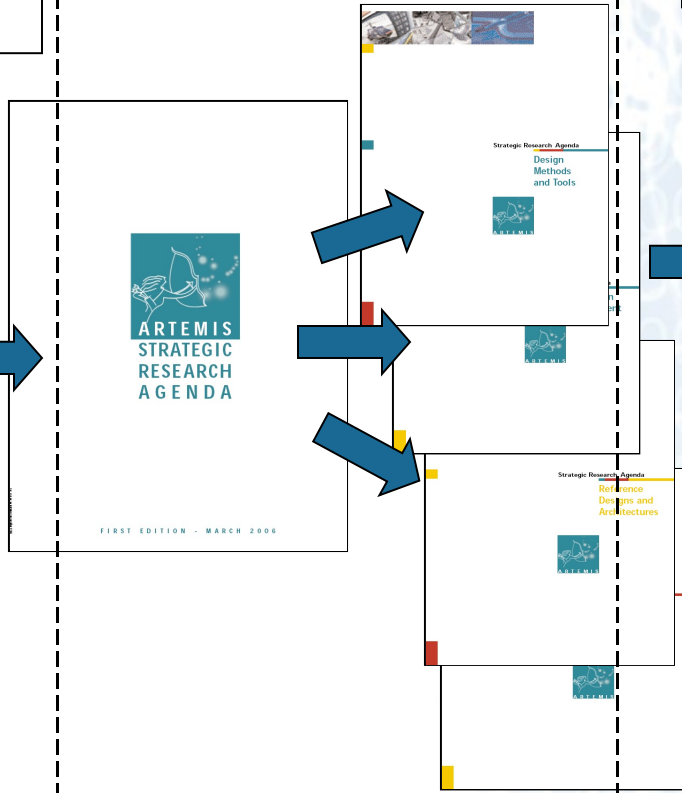 ARTEMIS
STRATEGIC
RESEARCH
AGENDA
FIRST EDITION - MARCH 2006
Strategic Research Agenda
Design
Methods
and Tools
ARTEMIS
ARTEMIS
Strategic Research Agenda
Reference
Designs and
Architectures
ARTEMIS
ARTEMIS